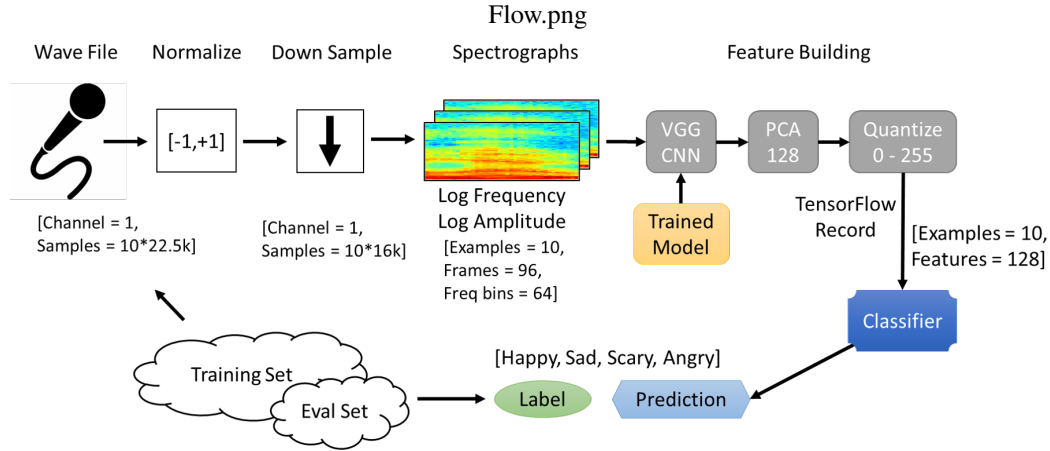 Flow.png
Wave File
Normalize
Down Sample
Spectrographs
Feature Building
[-1,+1]
VGG
CNN
PCA
128
Quantize
0 - 255
Log Frequency
Log Amplitude
[Examples = 10,
Frames = 96,
Freq bins = 64]
[Channel = 1,
Samples = 10*22.5k]
[Channel = 1,
Samples = 10*16k]
Trained
Model
TensorFlow
Record
[Examples = 10,
Features = 128]
Classifier
Training Set
Eval Set
[Happy, Sad, Scary, Angry]
Label
Prediction